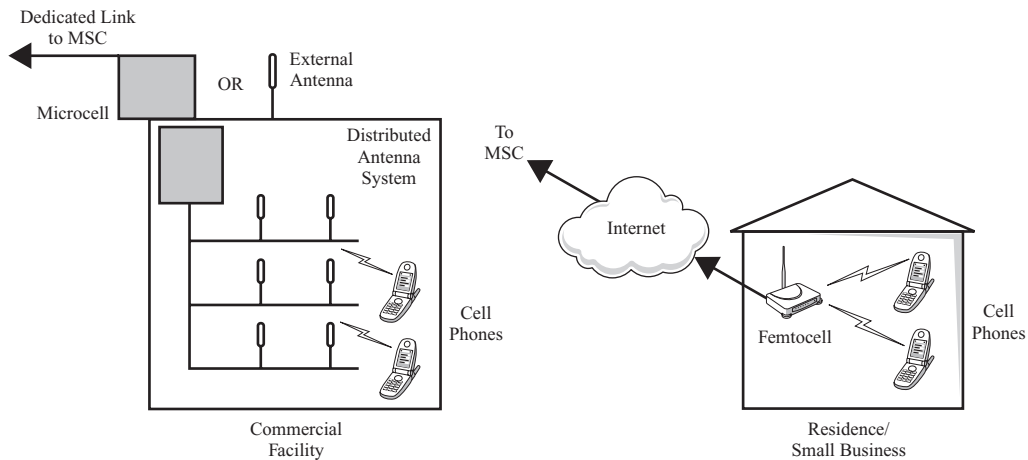 Dedicated Link
to MSC
External
Antenna
OR
Microcell
Distributed
Antenna
System
Cell
Phones
Commercial
Facility
To
MSC
Internet
Femtocell
Cell
Phones
Residence/
Small Business